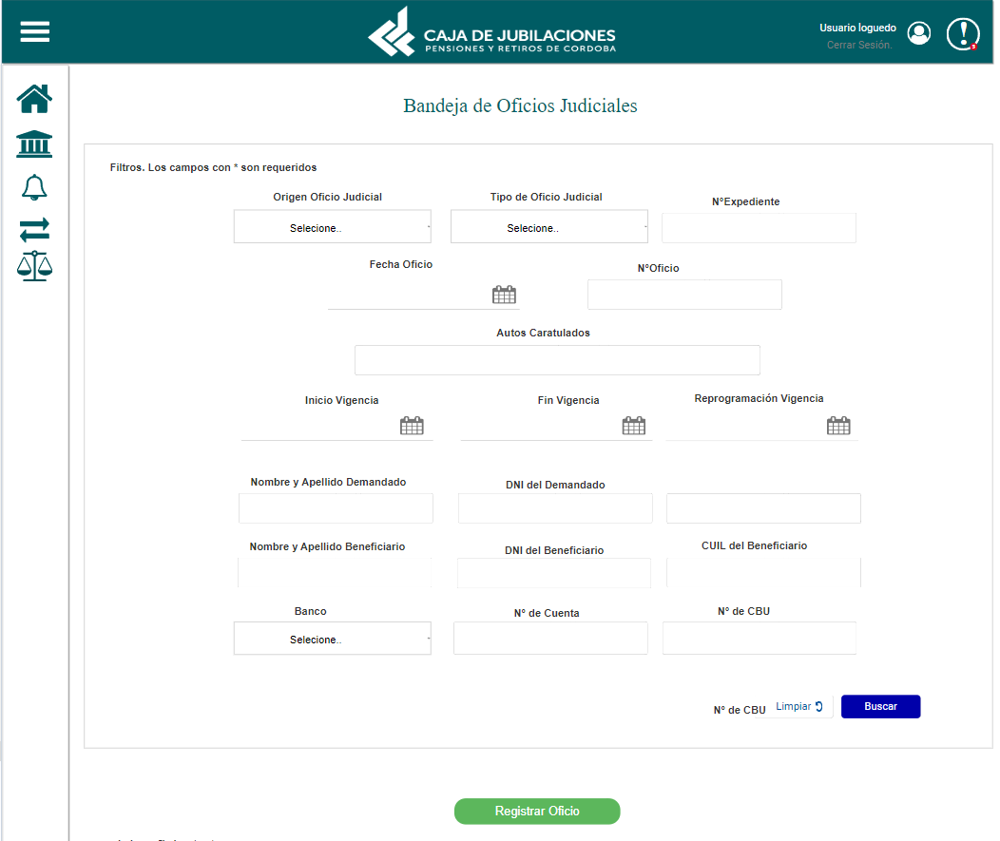 CAJA DE JUBILACIONES
PENSIONES Y RETIROS DE CORDOBA
Usuario loguedo
Cerrar Sesión.
Bandeja de Oficios Judiciales
Filtros. Los campos con * son requeridos
Origen Oficio Judicial
Tipo de Oficio Judicial
N°Expediente
Selecione..
Selecione..
Fecha Oficio
N°Oficio
Autos Caratulados
Inicio Vigencia
Fin Vigencia
Reprogramación Vigencia
Nombre y Apellido Demandado
DNI del Demandado
Nombre y Apellido Beneficiario
DNI del Beneficiario
CUIL del Beneficiario
Banco
N° de Cuenta
N° de CBU
Selecione..
N° de CBU
Limpiar
Buscar
Registrar Oficio